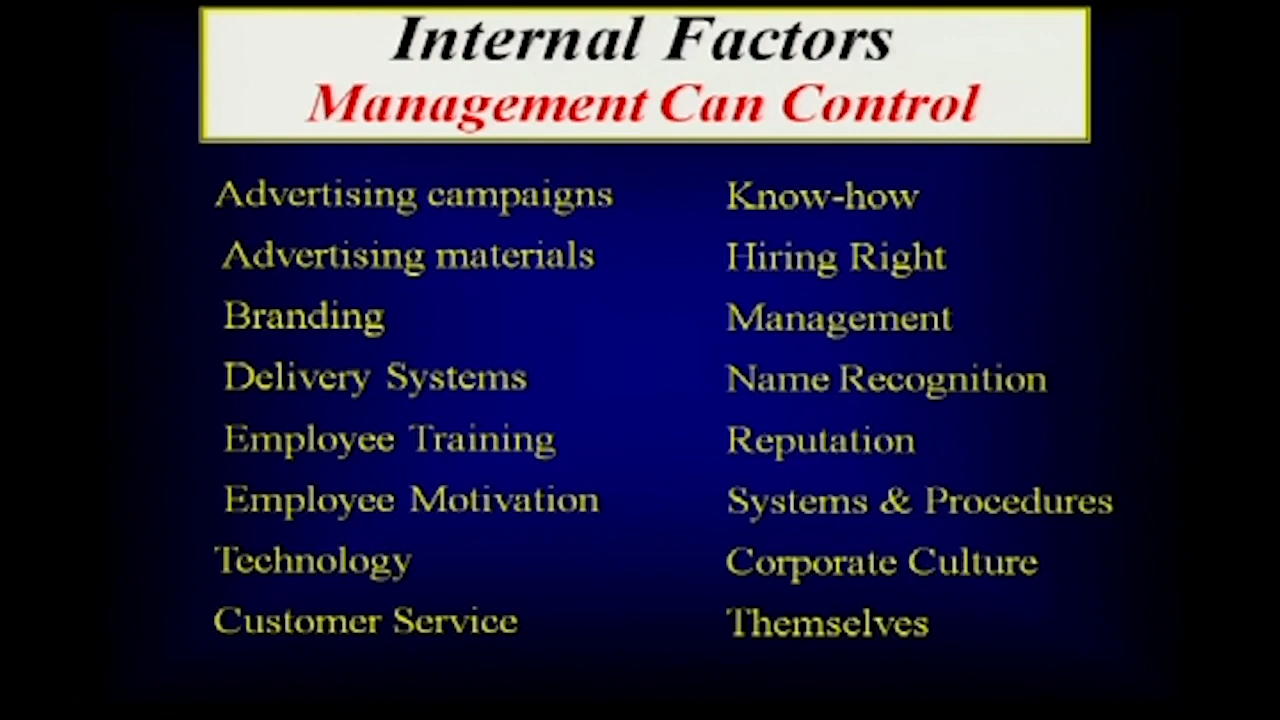 Internal Factors
Management Can Control
Advertising campaigns
Advertising materials
Branding
Delivery Systems
Employee Training
Employee Motivation
Technology
Customer Service
Know-how
Hiring Right
Management
Name Recognition
Reputation
Systems & Procedures
Corporate Culture
Themselves